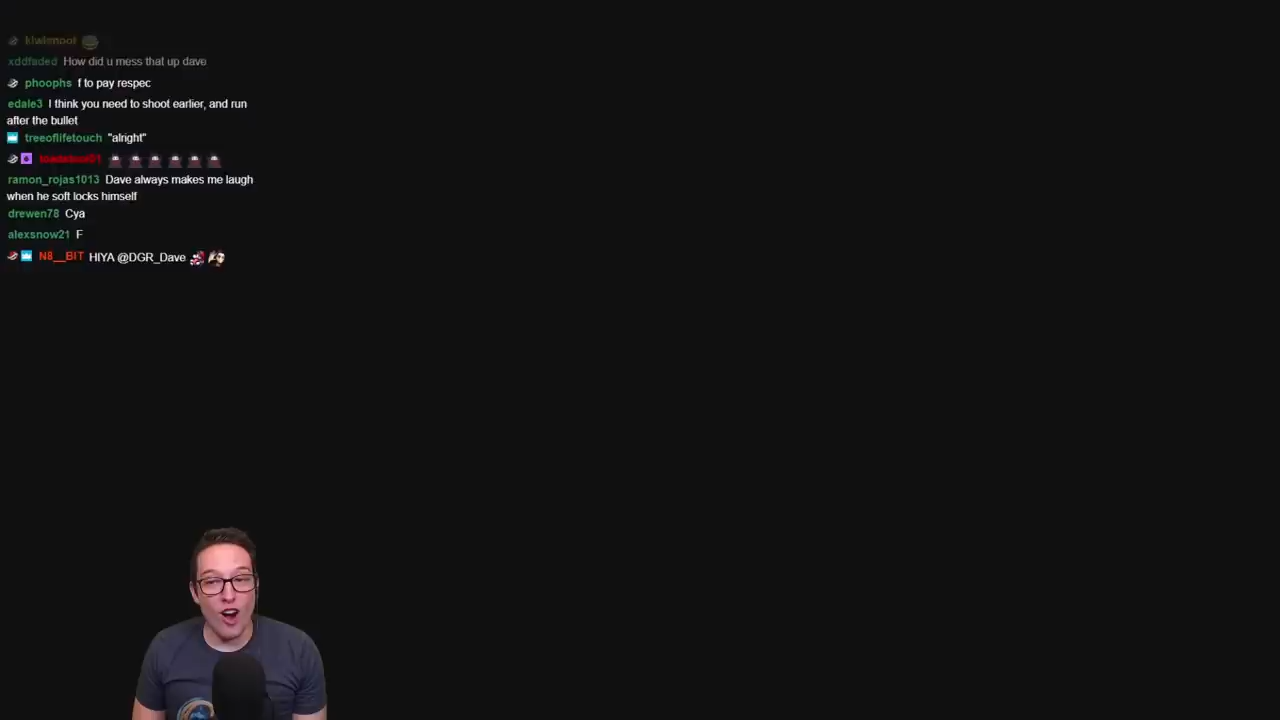 kiwismoot
xddfaded How did u mess that up dave
phoophs f to pay respec
edale3 I think you need to shoot earlier, and run
after the bullet
treeoflifetouch "alright"
ramon_rojas1013 Dave always makes me laugh
when he soft locks himself
drewen78 Cya
alexsnow21 F
N8__BIT HIYA @DGR_Dave